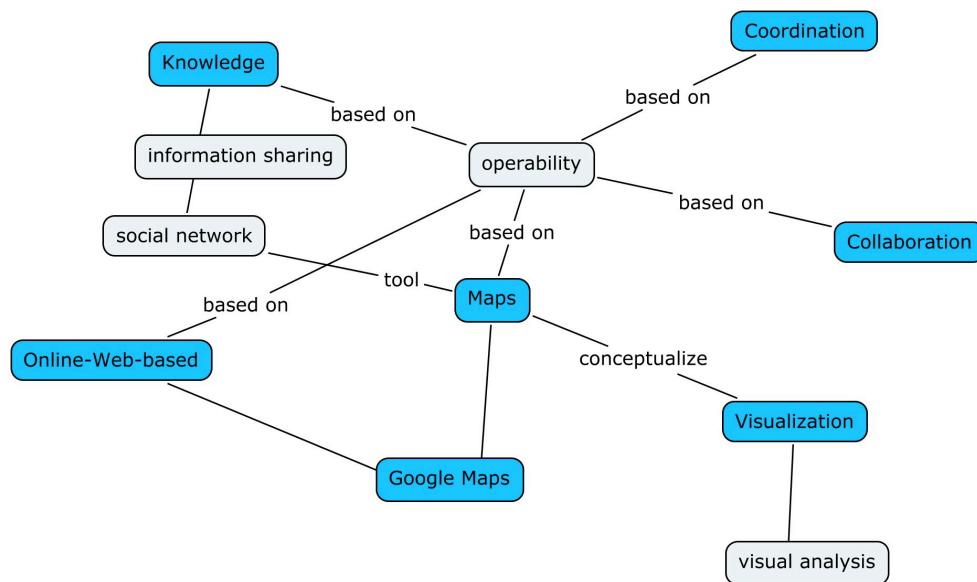 Coordination
Knowledge
based on
based on
information sharing
operability
based on
social network
based on
Collaboration
tool
Maps
based on
Online-Web-based
conceptualize
Visualization
Google Maps
visual analysis